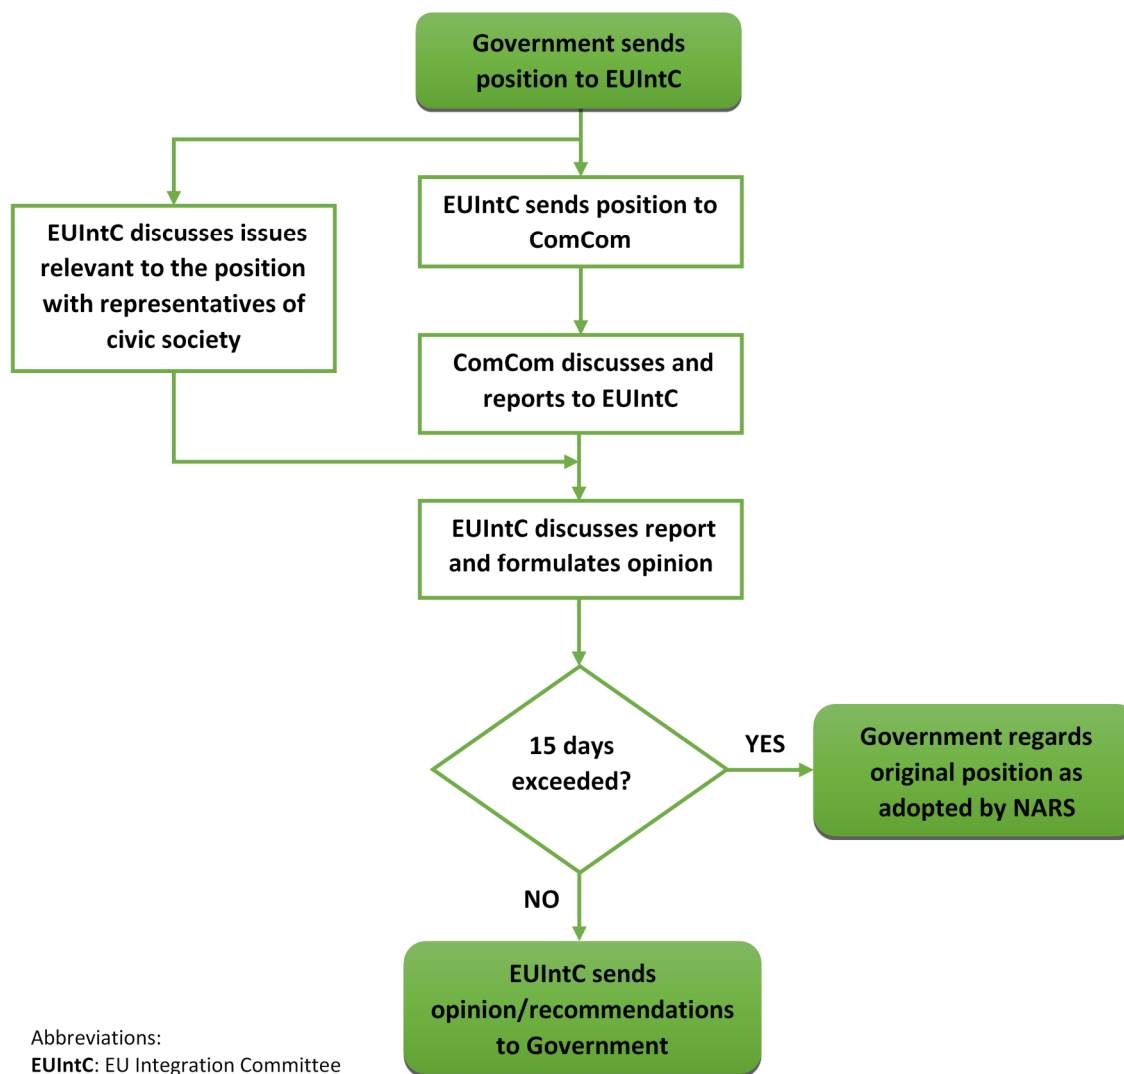 Government sends
position to EUIntC
EUIntC sends position to
ComCom
EUIntC discusses issues
relevant to the position
with representatives of
civic society
ComCom discusses and
reports to EUIntC
EUIntC discusses report
and formulates opinion
15 days
exceeded?
YES
Government regards
original position as
adopted by NARS
NO
EUIntC sends
opinion/recommendations
to Government
Abbreviations:
EUIntC: EU Integration Committee